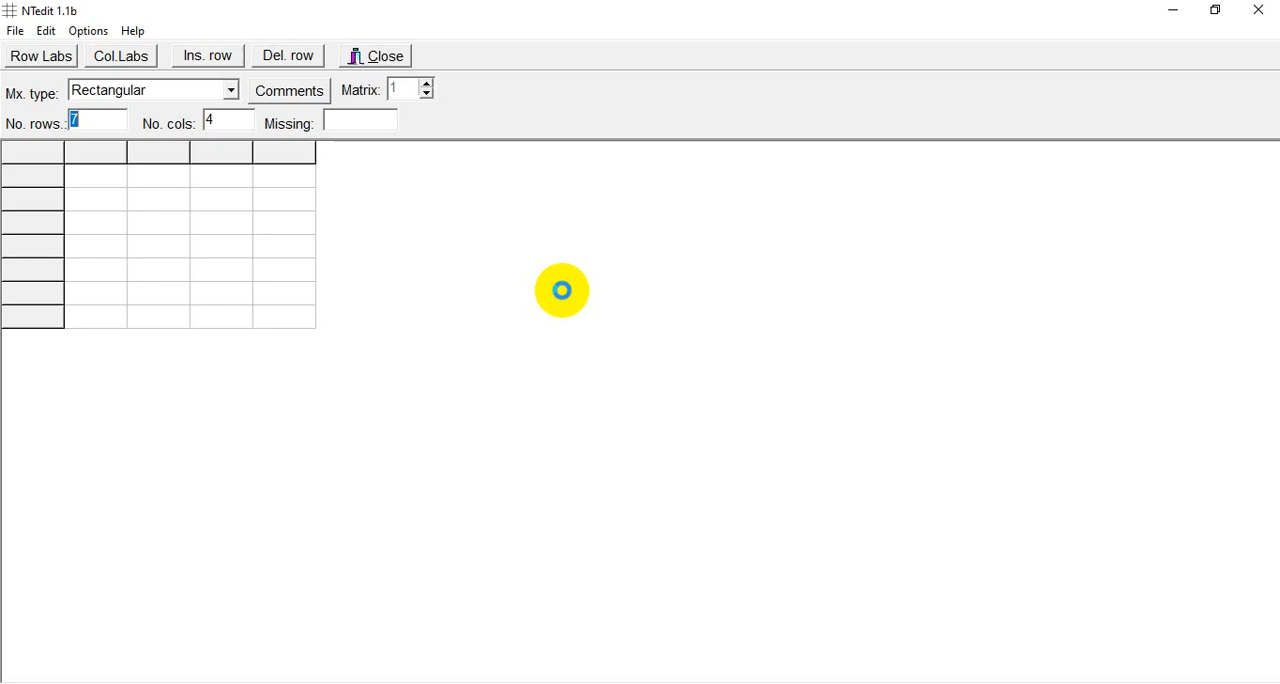 NTedit 1.1b
File Edit Options Help
Row Labs Col.Labs Ins. row Del. row Close
Mx. type: Rectangular Comments Matrix: 1
No. rows.: 7 No. cols: 4 Missing: